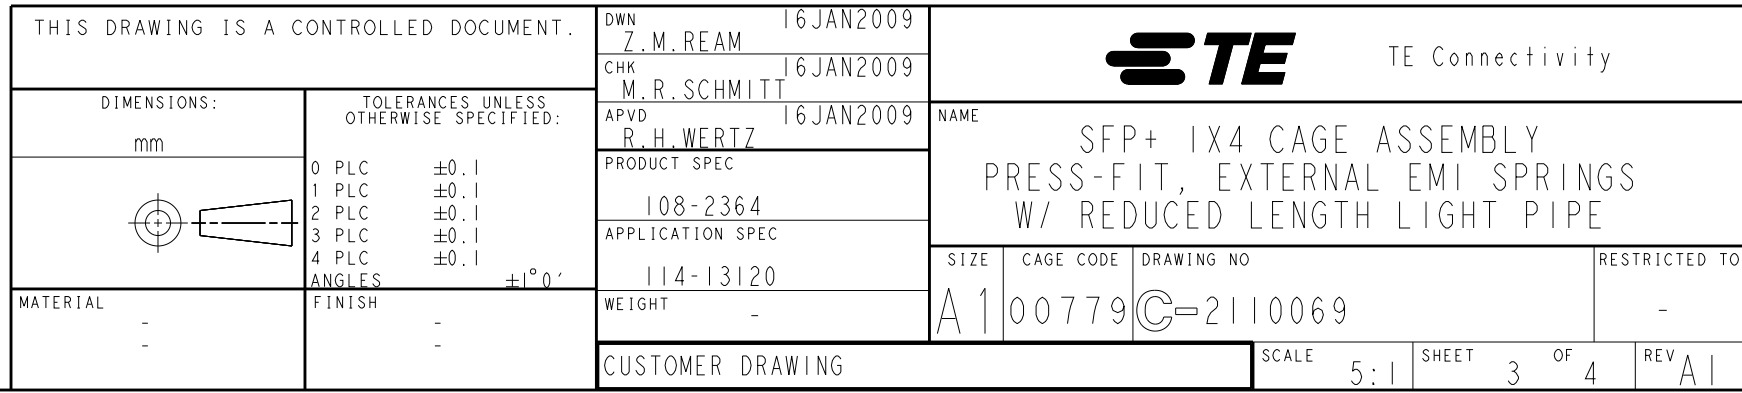 THIS DRAWING IS A CONTROLLED DOCUMENT.
DIMENSIONS:
mm
TOLERANCES UNLESS
OTHERWISE SPECIFIED:
0 PLC ±0.1
1 PLC ±0.1
2 PLC ±0.1
3 PLC ±0.1
4 PLC ±0.1
ANGLES ±1°0′
MATERIAL
-
-
FINISH
-
-
DWN 16JAN2009
Z.M.REAM
CHK 16JAN2009
M.R.SCHMITT
APVD 16JAN2009
R.H.WERTZ
PRODUCT SPEC
108-2364
APPLICATION SPEC
114-13120
WEIGHT
-
CUSTOMER DRAWING
TE TE Connectivity
NAME
SFP+ 1X4 CAGE ASSEMBLY
PRESS-FIT, EXTERNAL EMI SPRINGS
W/ REDUCED LENGTH LIGHT PIPE
SIZE
A1
CAGE CODE
00779
DRAWING NO
C-2110069
RESTRICTED TO
-
SCALE 5:1
SHEET 3 OF 4
REV A1